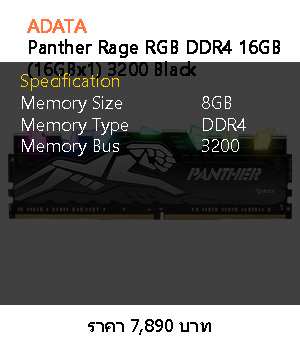 ADATA
Panther Rage RGB DDR4 16GB
(16GBx1) 3200 Black
Specification
Memory Size 8GB
Memory Type DDR4
Memory Bus 3200
PANTHER
Apacer
ราคา 7,890 บาท